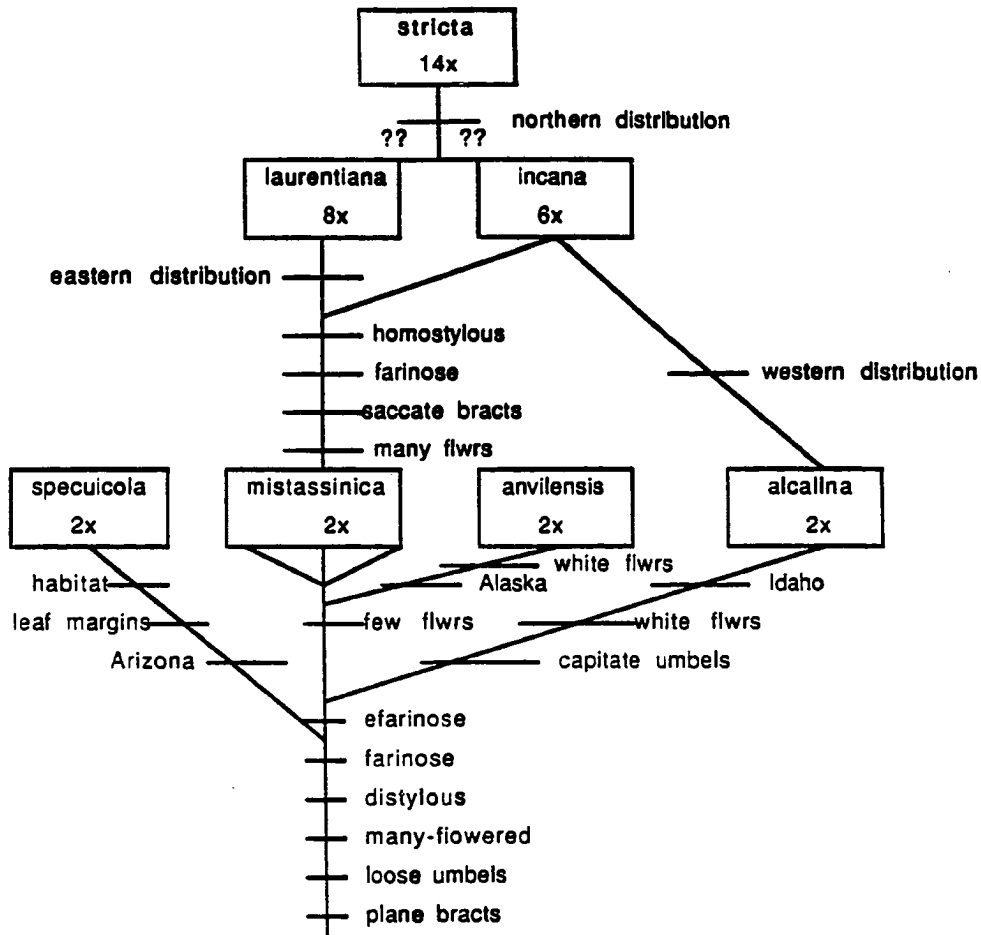 stricta
14x
northern distribution
?? ??
laurentiana
8x
incana
6x
eastern distribution
homostylous
farinose
western distribution
saccate bracts
many flwrs
specuicola
2x
mistassinica
2x
anvilensis
2x
alcalina
2x
white flwrs
habitat
Alaska
Idaho
leaf margins
few flwrs
white flwrs
Arizona
capitate umbels
efarinose
farinose
distylous
many-flowered
loose umbels
plane bracts